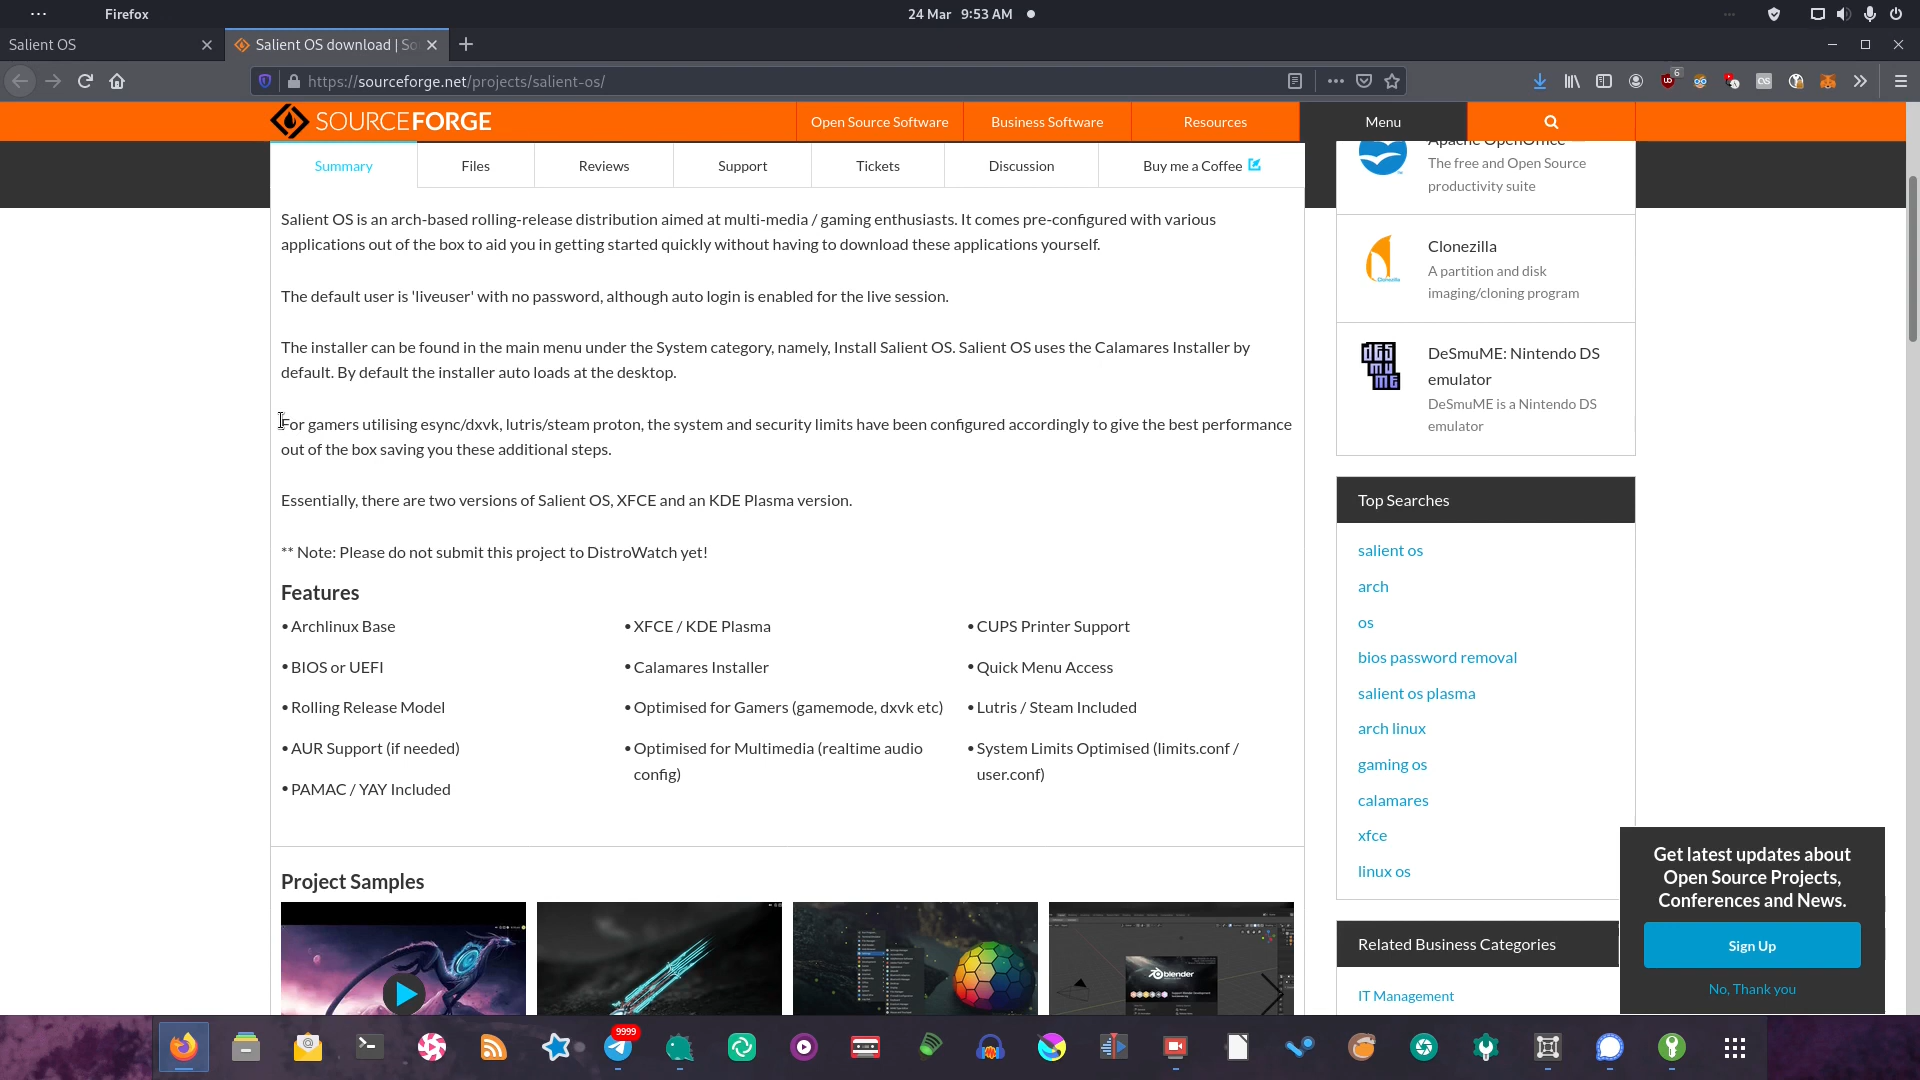 Firefox
24 Mar 9:53 AM
Salient OS
Salient OS download | So
https://sourceforge.net/projects/salient-os/
6
SOURCEFORGE
Open Source Software
Business Software
Resources
Menu
Summary
Files
Reviews
Support
Tickets
Discussion
Buy me a Coffee
Salient OS is an arch-based rolling-release distribution aimed at multi-media / gaming enthusiasts. It comes pre-configured with various
applications out of the box to aid you in getting started quickly without having to download these applications yourself.
The default user is 'liveuser' with no password, although auto login is enabled for the live session.
The installer can be found in the main menu under the System category, namely, Install Salient OS. Salient OS uses the Calamares Installer by
default. By default the installer auto loads at the desktop.
For gamers utilising esync/dxvk, lutris/steam proton, the system and security limits have been configured accordingly to give the best performance
out of the box saving you these additional steps.
Essentially, there are two versions of Salient OS, XFCE and an KDE Plasma version.
** Note: Please do not submit this project to DistroWatch yet!
Features
• Archlinux Base
• BIOS or UEFI
• Rolling Release Model
• AUR Support (if needed)
• PAMAC / YAY Included
• XFCE / KDE Plasma
• Calamares Installer
• Optimised for Gamers (gamemode, dxvk etc)
• Optimised for Multimedia (realtime audio
config)
• CUPS Printer Support
• Quick Menu Access
• Lutris / Steam Included
• System Limits Optimised (limits.conf /
user.conf)
Project Samples
blender
Apache OpenOffice
The free and Open Source
productivity suite
Clonezilla
A partition and disk
imaging/cloning program
DeSmuME: Nintendo DS
emulator
DeSmuME is a Nintendo DS
emulator
Top Searches
salient os
arch
os
bios password removal
salient os plasma
arch linux
gaming os
calamares
xfce
linux os
Related Business Categories
IT Management
Get latest updates about
Open Source Projects,
Conferences and News.
Sign Up
No, Thank you
9999